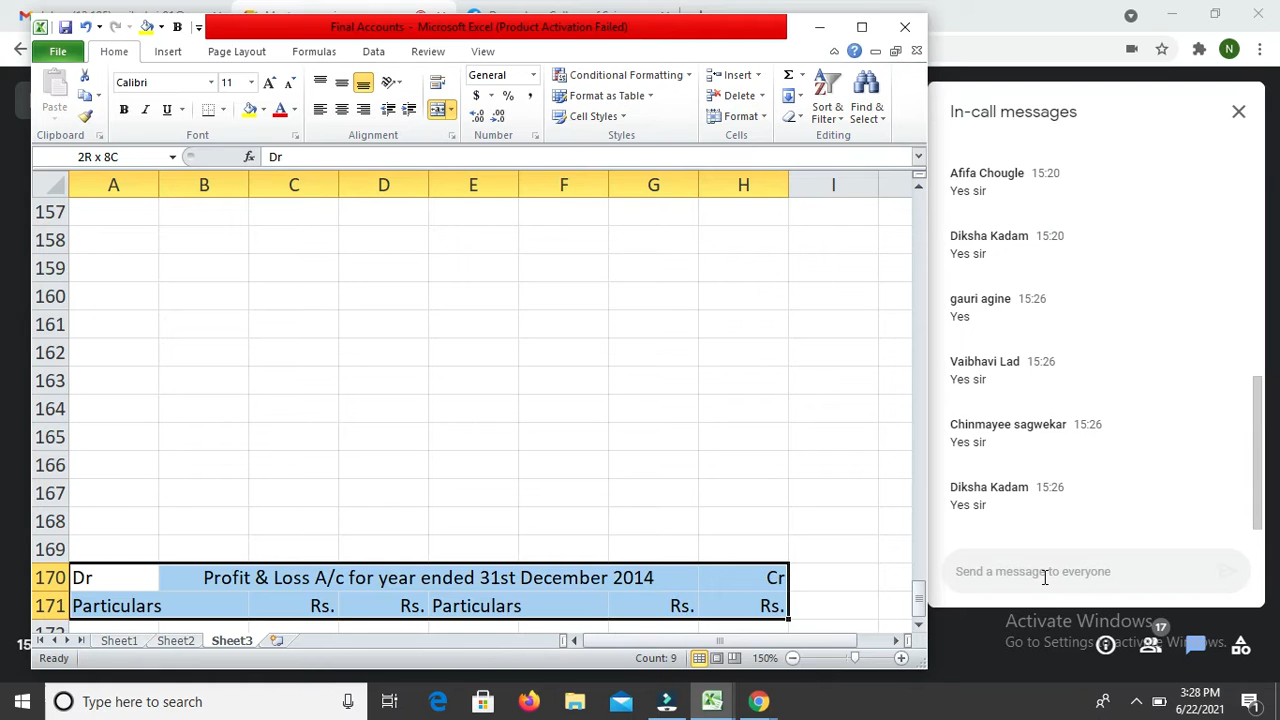 Final Accounts - Microsoft Excel (Product Activation Failed)
File Home Insert Page Layout Formulas Data Review View
Calibri 11 General Conditional Formatting Insert
Paste Format as Table Delete Sort & Find &
B I U $ % , Cell Styles Format Filter Select
Clipboard Font Alignment Number Styles Cells Editing
2R x 8C fx Dr
A B C D E F G H I
157
158
159
160
161
162
163
164
165
166
167
168
169
170 Dr Profit & Loss A/c for year ended 31st December 2014 Cr
171 Particulars Rs. Rs. Particulars Rs. Rs.
Sheet1 Sheet2 Sheet3
Ready Count: 9 150%
N
In-call messages
Afifa Chougle 15:20
Yes sir
Diksha Kadam 15:20
Yes sir
gauri agine 15:26
Yes
Vaibhavi Lad 15:26
Yes sir
Chinmayee sagwekar 15:26
Yes sir
Diksha Kadam 15:26
Yes sir
Send a message to everyone
Activate Windows
Go to Settings to activate Windows.
17
15
Type here to search
3:28 PM
6/22/2021
1